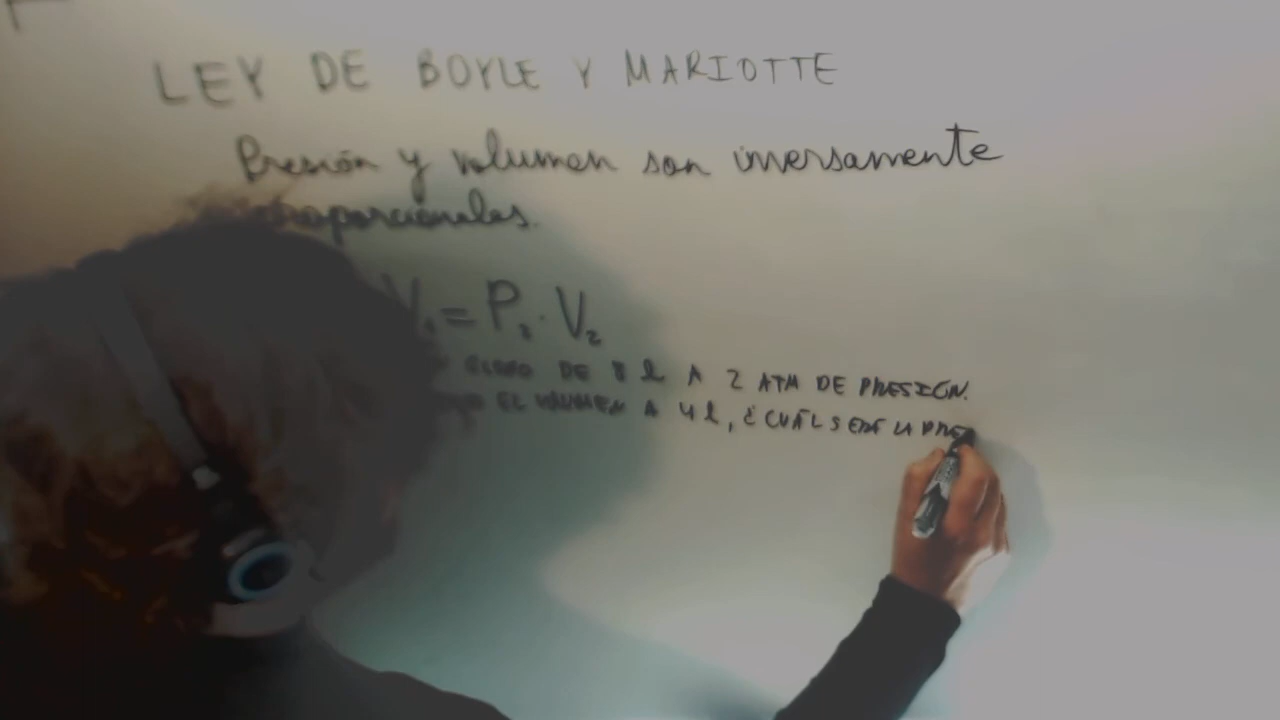 LEY DE BOYLE Y MARIOTTE
Presión y volumen son inversamente
proporcionales.
V₁ = P₂ · V₂
DE 8 l A 2 ATM DE PRESIÓN.
EL VOLUMEN A 4 l, ¿CUÁL SERÁ LA PRES